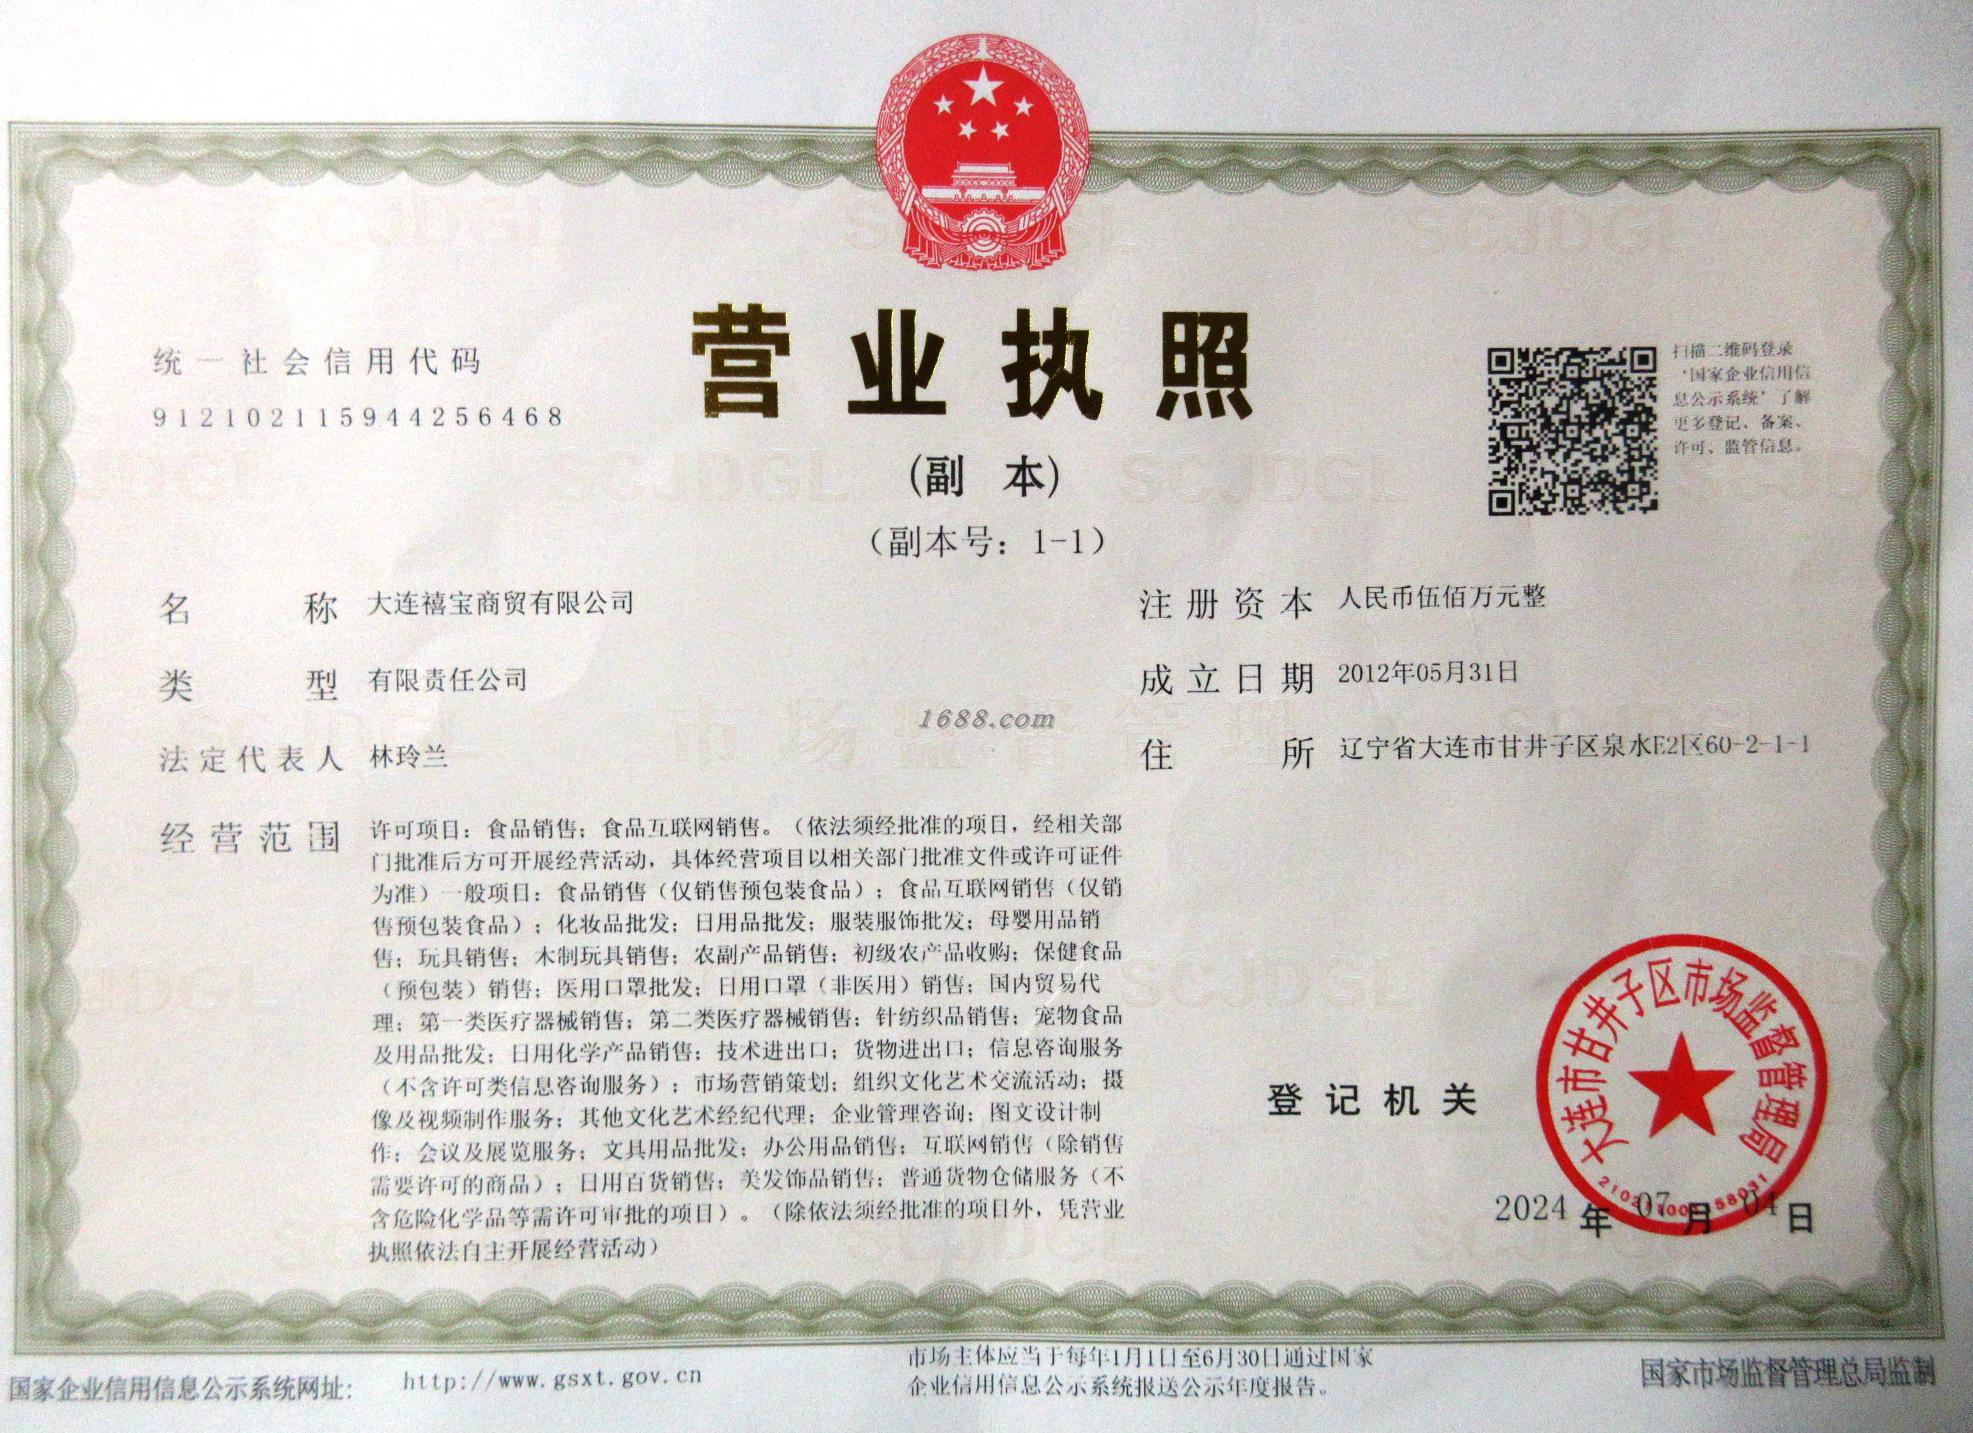 营业执照
(副 本)
（副本号：1-1）
统一社会信用代码
912102115944256468
扫描二维码登录
‘国家企业信用信
息公示系统’了解
更多登记、备案、
许可、监管信息。
名 称 大连禧宝商贸有限公司
类 型 有限责任公司
法定代表人 林玲兰
注册资本 人民币伍佰万元整
成立日期 2012年05月31日
住 所 辽宁省大连市甘井子区泉水E2区60-2-1-1
1688.com
经营范围 许可项目：食品销售；食品互联网销售。（依法须经批准的项目，经相关部
门批准后方可开展经营活动，具体经营项目以相关部门批准文件或许可证件
为准）一般项目：食品销售（仅销售预包装食品）；食品互联网销售（仅销
售预包装食品）；化妆品批发；日用品批发；服装服饰批发；母婴用品销
售；玩具销售；木制玩具销售；农副产品销售；初级农产品收购；保健食品
（预包装）销售；医用口罩批发；日用口罩（非医用）销售；国内贸易代
理；第一类医疗器械销售；第二类医疗器械销售；针纺织品销售；宠物食品
及用品批发；日用化学产品销售；技术进出口；货物进出口；信息咨询服务
（不含许可类信息咨询服务）；市场营销策划；组织文化艺术交流活动；摄
像及视频制作服务；其他文化艺术经纪代理；企业管理咨询；图文设计制
作；会议及展览服务；文具用品批发；办公用品销售；互联网销售（除销售
需要许可的商品）；日用百货销售；美发饰品销售；普通货物仓储服务（不
含危险化学品等需许可审批的项目）。（除依法须经批准的项目外，凭营业
执照依法自主开展经营活动）
登记机关
大连市甘井子区市场监督管理局
2024年07月04日
国家企业信用信息公示系统网址：
http://www.gsxt.gov.cn
市场主体应当于每年1月1日至6月30日通过国家
企业信用信息公示系统报送公示年度报告。
国家市场监督管理总局监制